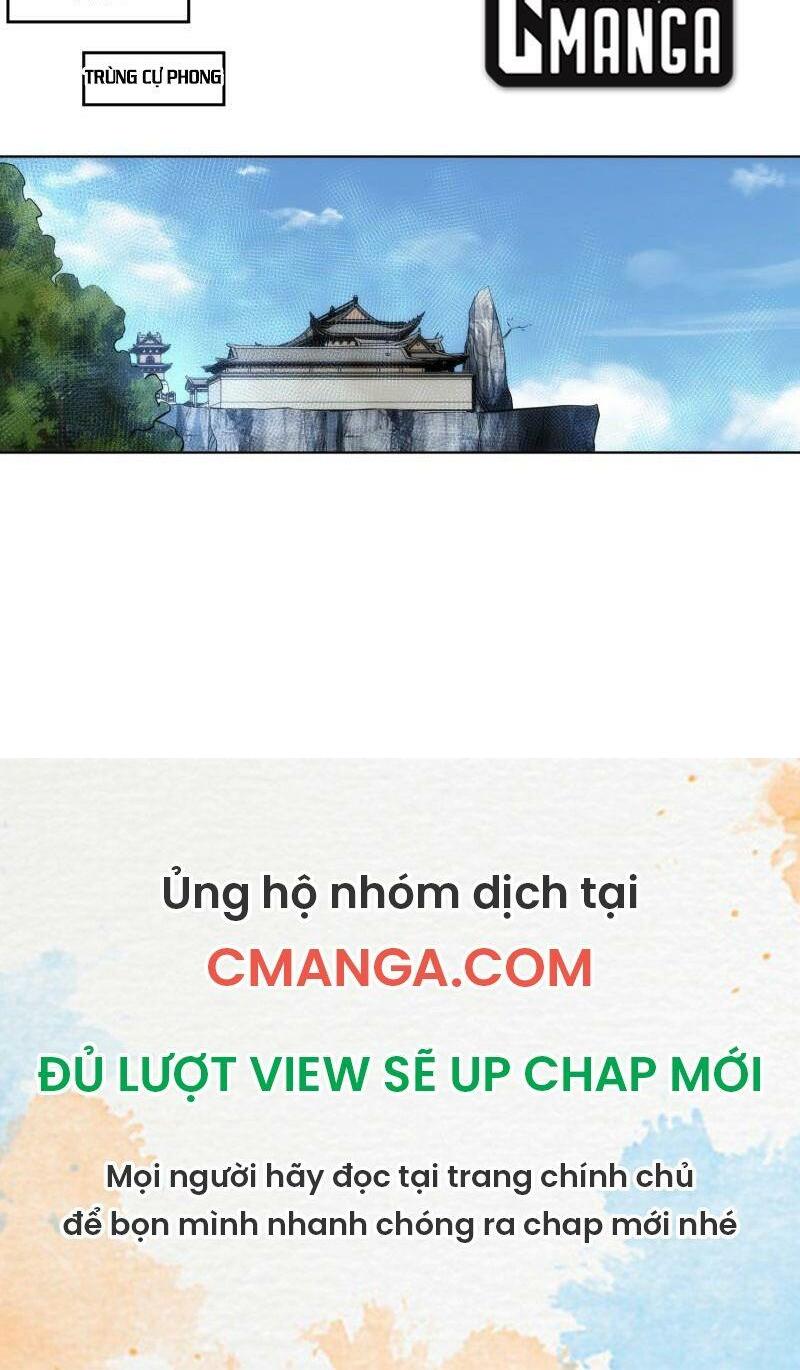 CMANGA
TRÙNG CỰ PHONG
Ủng hộ nhóm dịch tại
CMANGA.COM
ĐỦ LƯỢT VIEW SẼ UP CHAP MỚI
Mọi người hãy đọc tại trang chính chủ
để bọn mình nhanh chóng ra chap mới nhé